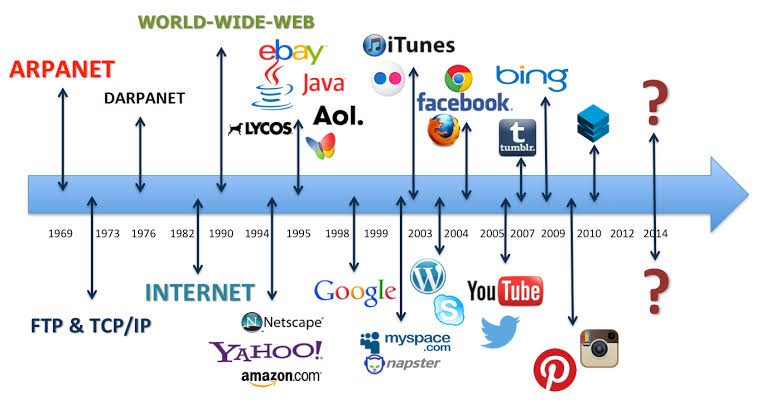 WORLD-WIDE-WEB
ARPANET
DARPANET
ebay
Java
LYCOS
Aol.
iTunes
facebook
bing
tumblr.
?
1969 1973 1976 1982 1990 1994 1995 1998 1999 2003 2004 2005 2007 2009 2010 2012 2014
FTP & TCP/IP
INTERNET
Netscape®
YAHOO!
amazon.com
Google
myspace
.com
napster
W
S
You Tube
?